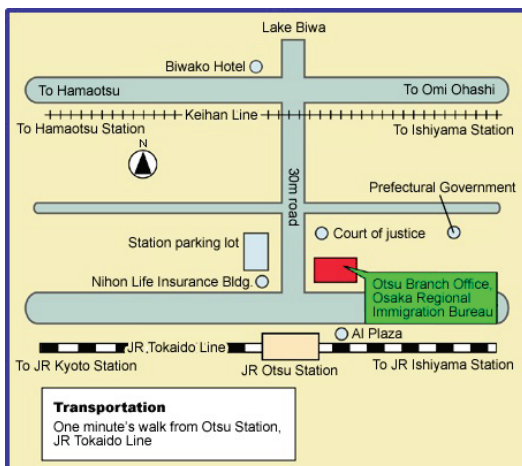 Lake Biwa
Biwako Hotel
To Hamaotsu
To Omi Ohashi
Keihan Line
To Hamaotsu Station
To Ishiyama Station
N
30m road
Prefectural Government
Station parking lot
Court of justice
Nihon Life Insurance Bldg.
Otsu Branch Office,
Osaka Regional
Immigration Bureau
Al Plaza
JR Tokaido Line
To JR Kyoto Station
JR Otsu Station
To JR Ishiyama Station
Transportation
One minute's walk from Otsu Station,
JR Tokaido Line